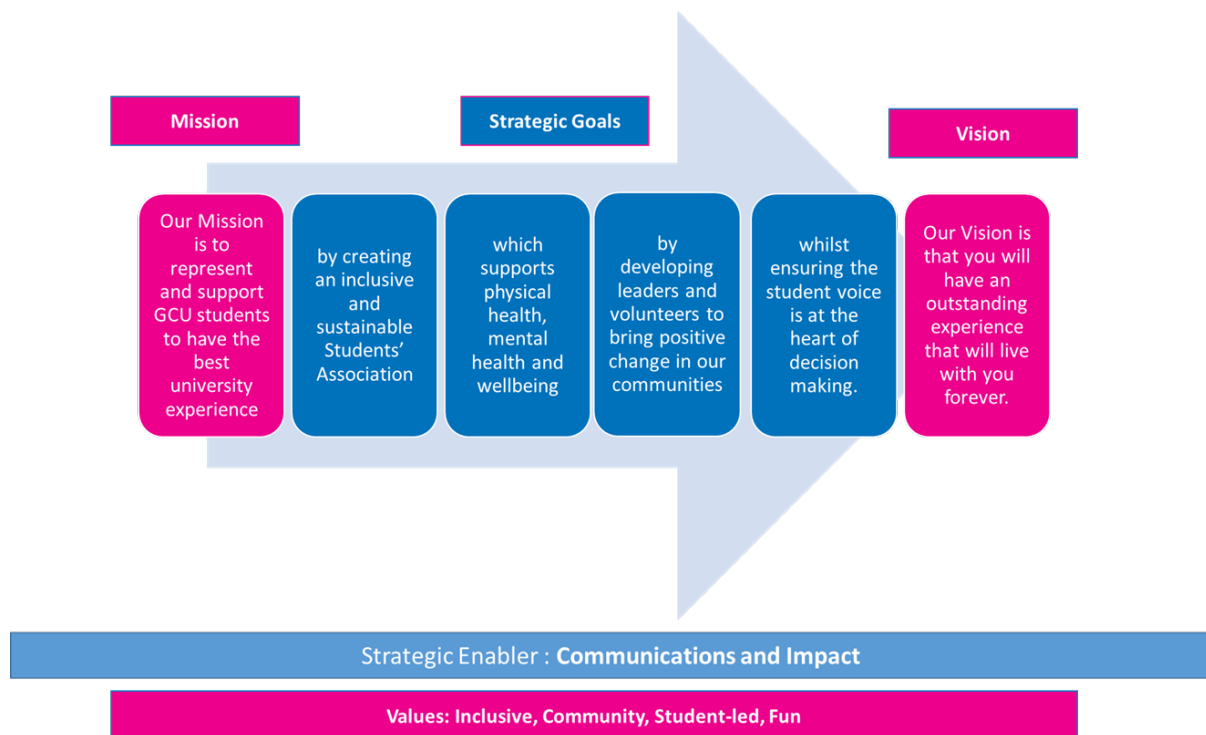 Mission
Strategic Goals
Vision
Our Mission
is to
represent
and support
GCU students
to have the
best
university
experience
by creating
an inclusive
and
sustainable
Students’
Association
which
supports
physical
health,
mental
health and
wellbeing
by
developing
leaders and
volunteers to
bring positive
change in our
communities
whilst
ensuring the
student voice
is at the
heart of
decision
making.
Our Vision is
that you will
have an
outstanding
experience
that will live
with you
forever.
Strategic Enabler : Communications and Impact
Values: Inclusive, Community, Student-led, Fun